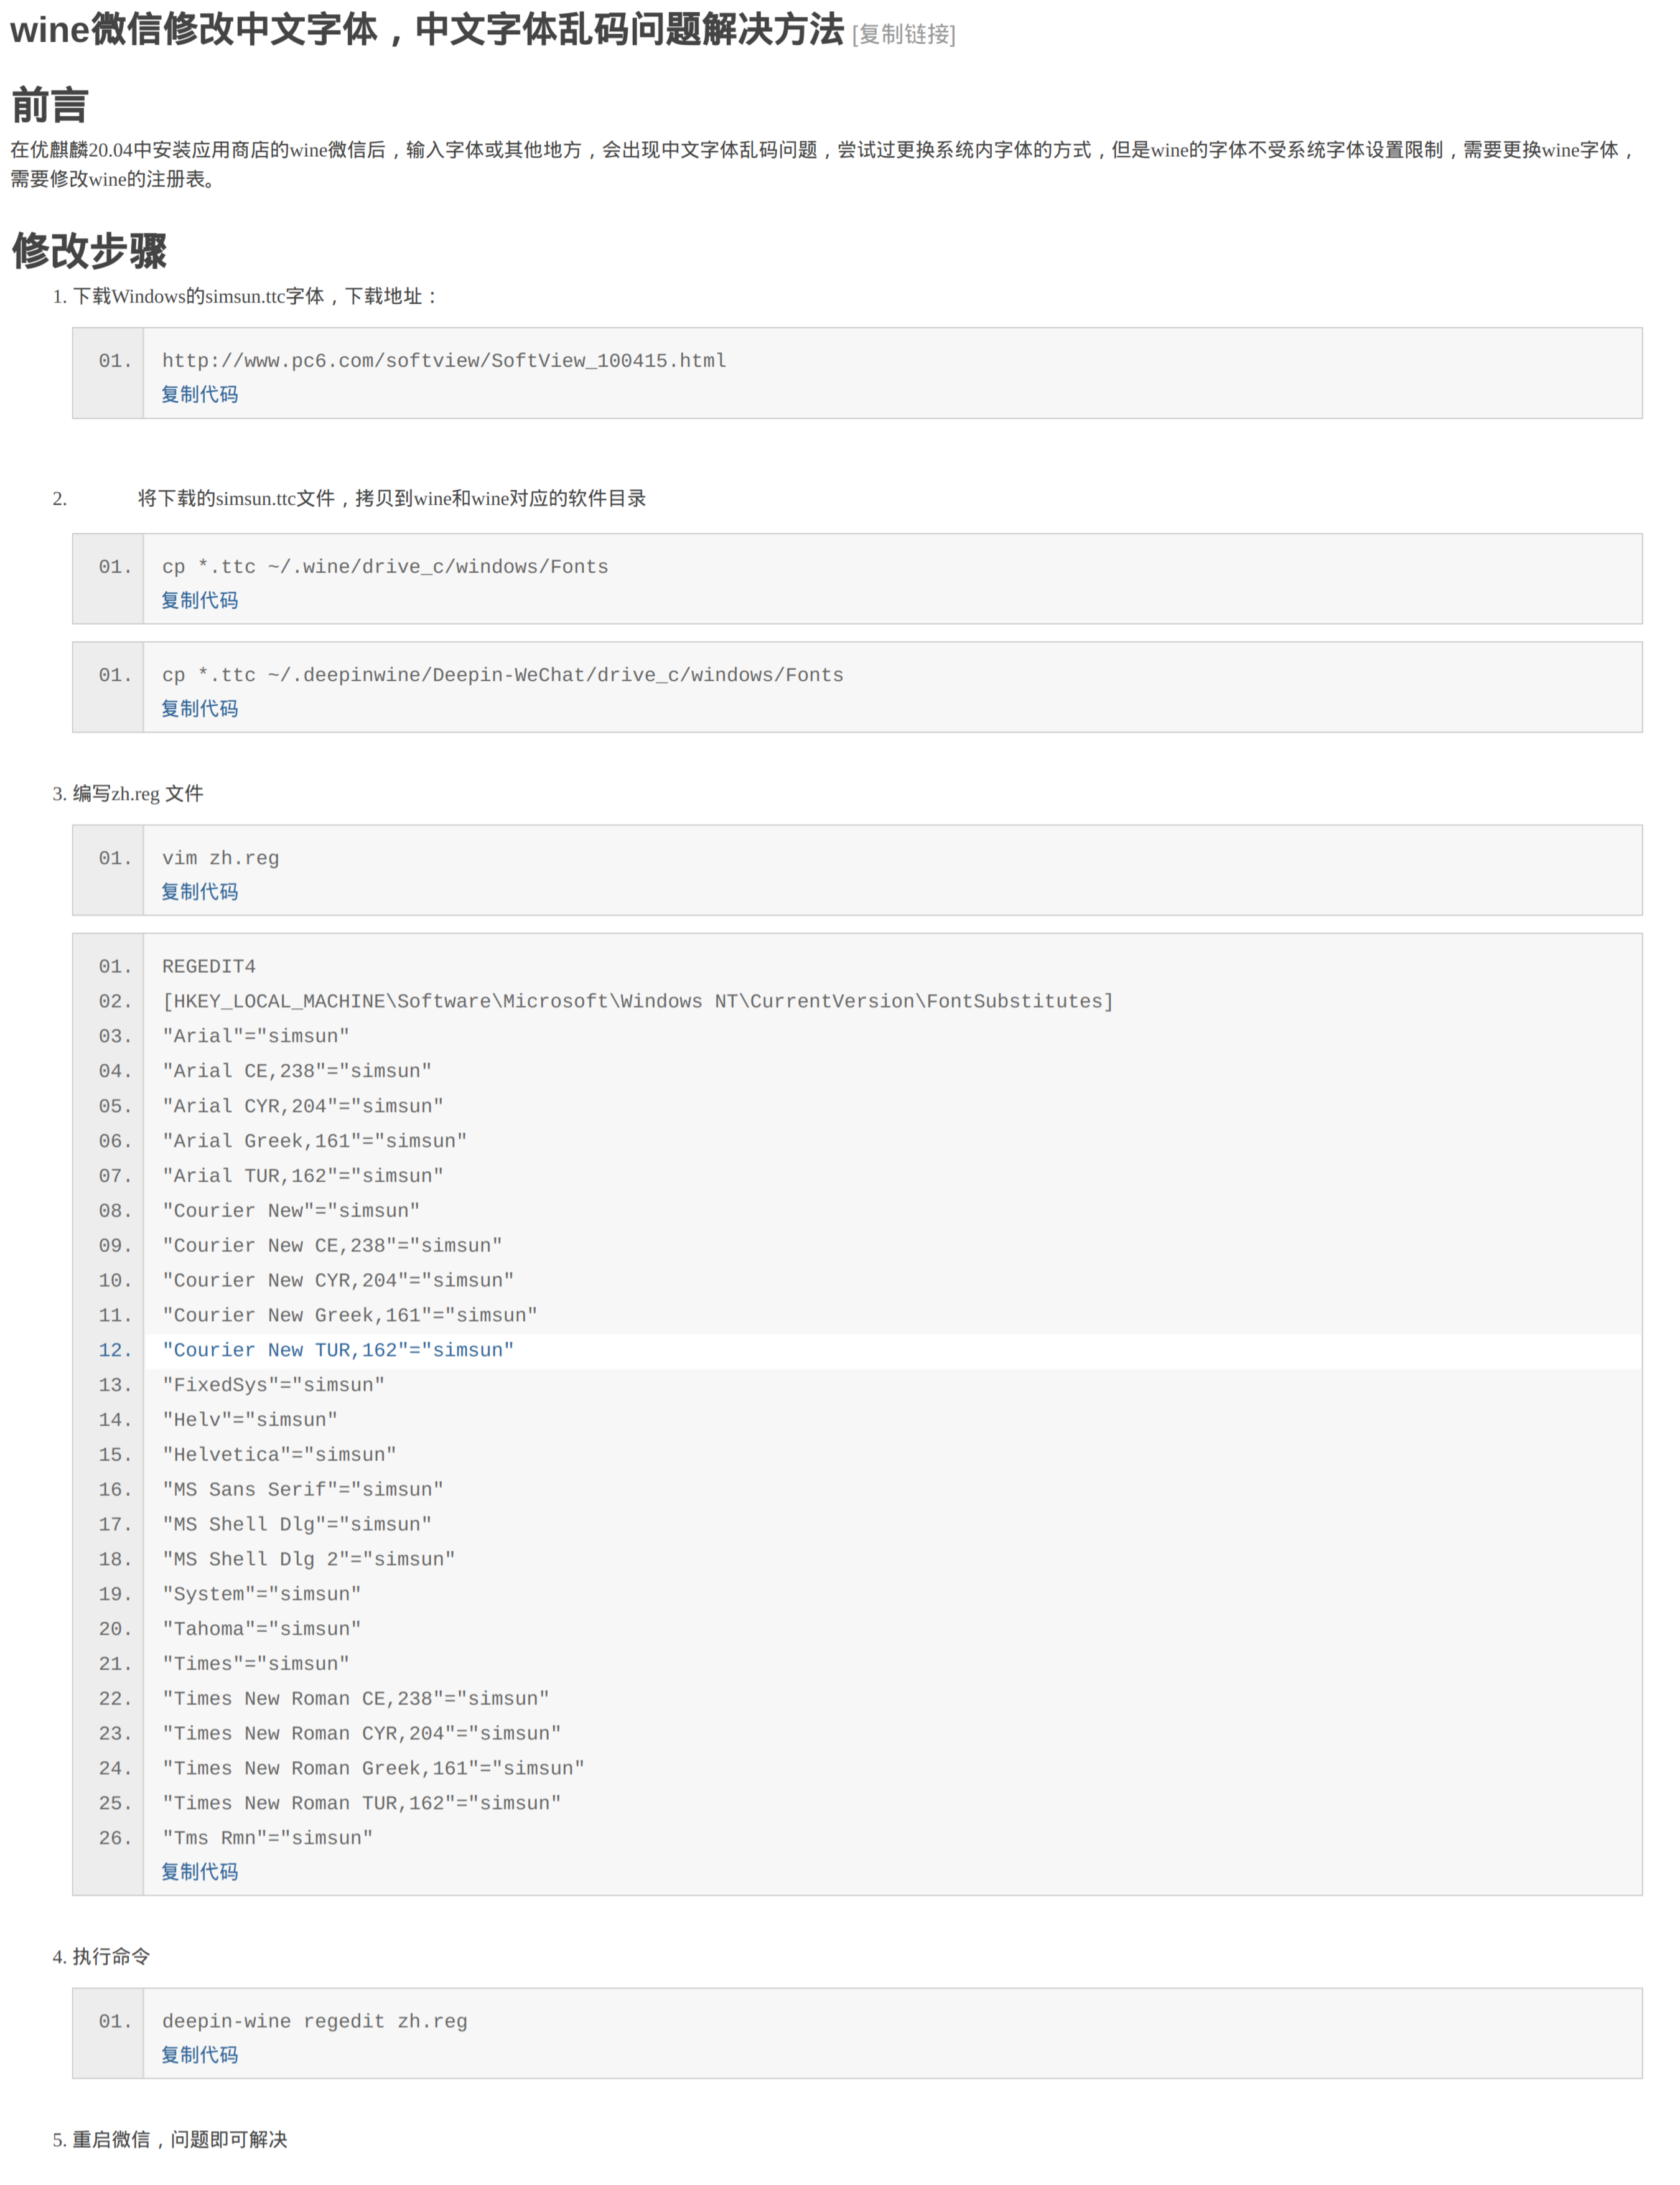 wine微信修改中文字体，中文字体乱码问题解决方法 [复制链接]
前言
在优麒麟20.04中安装应用商店的wine微信后，输入字体或其他地方，会出现中文字体乱码问题，尝试过更换系统内字体的方式，但是wine的字体不受系统字体设置限制，需要更换wine字体，
需要修改wine的注册表。
修改步骤
1. 下载Windows的simsun.ttc字体，下载地址：
01. http://www.pc6.com/softview/SoftView_100415.html
复制代码
2. 将下载的simsun.ttc文件，拷贝到wine和wine对应的软件目录
01. cp *.ttc ~/.wine/drive_c/windows/Fonts
复制代码
01. cp *.ttc ~/.deepinwine/Deepin-WeChat/drive_c/windows/Fonts
复制代码
3. 编写zh.reg 文件
01. vim zh.reg
复制代码
01. REGEDIT4
02. [HKEY_LOCAL_MACHINE\Software\Microsoft\Windows NT\CurrentVersion\FontSubstitutes]
03. "Arial"="simsun"
04. "Arial CE,238"="simsun"
05. "Arial CYR,204"="simsun"
06. "Arial Greek,161"="simsun"
07. "Arial TUR,162"="simsun"
08. "Courier New"="simsun"
09. "Courier New CE,238"="simsun"
10. "Courier New CYR,204"="simsun"
11. "Courier New Greek,161"="simsun"
12. "Courier New TUR,162"="simsun"
13. "FixedSys"="simsun"
14. "Helv"="simsun"
15. "Helvetica"="simsun"
16. "MS Sans Serif"="simsun"
17. "MS Shell Dlg"="simsun"
18. "MS Shell Dlg 2"="simsun"
19. "System"="simsun"
20. "Tahoma"="simsun"
21. "Times"="simsun"
22. "Times New Roman CE,238"="simsun"
23. "Times New Roman CYR,204"="simsun"
24. "Times New Roman Greek,161"="simsun"
25. "Times New Roman TUR,162"="simsun"
26. "Tms Rmn"="simsun"
复制代码
4. 执行命令
01. deepin-wine regedit zh.reg
复制代码
5. 重启微信，问题即可解决